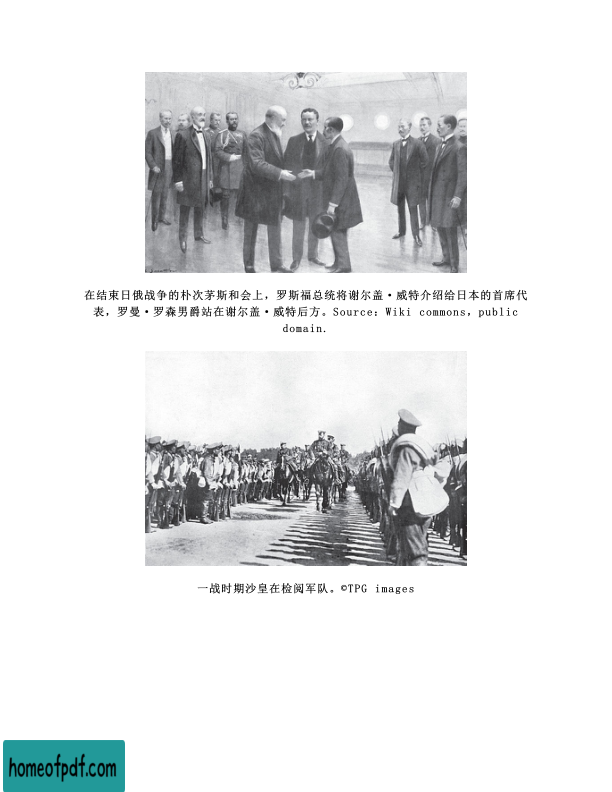 在结束日俄战争的朴次茅斯和会上，罗斯福总统将谢尔盖·威特介绍给日本的首席代
表，罗曼·罗森男爵站在谢尔盖·威特后方。Source：Wiki commons，public
domain.
一战时期沙皇在检阅军队。©TPG images
homeofpdf.com